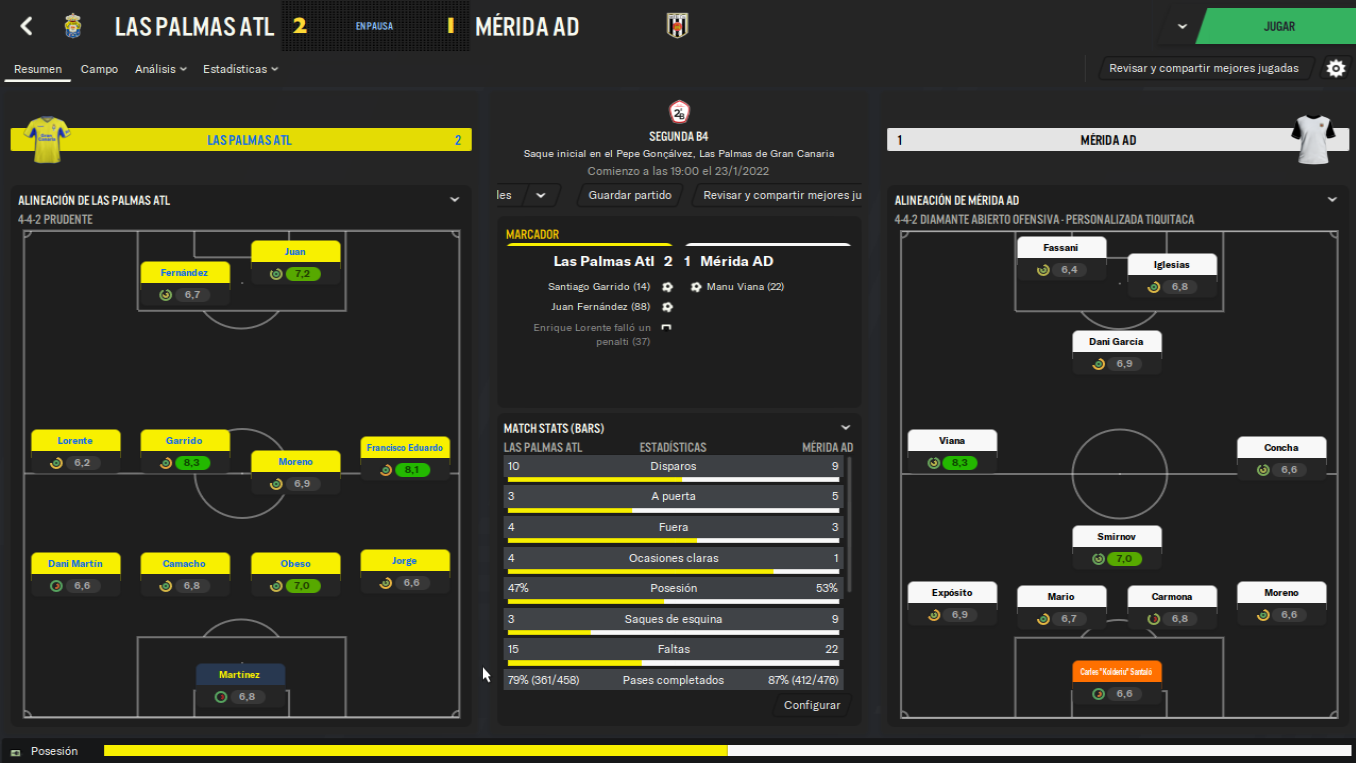 LAS PALMAS ATL 2 EN PAUSA 1 MÉRIDA AD JUGAR
Resumen Campo Análisis Estadísticas Revisar y compartir mejores jugadas
LAS PALMAS ATL 2
2B
SEGUNDA B4
Saque inicial en el Pepe Gonçálvez, Las Palmas de Gran Canaria
Comienzo a las 19:00 el 23/1/2022
les Guardar partido Revisar y compartir mejores ju
1 MÉRIDA AD
ALINEACIÓN DE LAS PALMAS ATL
4-4-2 PRUDENTE
Juan
7,2
Fernández
6,7
Lorente
6,2
Garrido
8,3
Moreno
6,9
Francisco Eduardo
8,1
Dani Martín
6,6
Camacho
6,8
Obeso
7,0
Jorge
6,6
Martínez
6,8
MARCADOR
Las Palmas Atl 2 1 Mérida AD
Santiago Garrido (14) Manu Viana (22)
Juan Fernández (88)
Enrique Lorente falló un
penalti (37)
MATCH STATS (BARS)
LAS PALMAS ATL ESTADÍSTICAS MÉRIDA AD
10 Disparos 9
3 A puerta 5
4 Fuera 3
4 Ocasiones claras 1
47% Posesión 53%
3 Saques de esquina 9
15 Faltas 22
79% (361/458) Pases completados 87% (412/476)
Configurar
ALINEACIÓN DE MÉRIDA AD
4-4-2 DIAMANTE ABIERTO OFENSIVA - PERSONALIZADA TIQUITACA
Fassani
6,4
Iglesias
6,8
Dani García
6,9
Viana
8,3
Concha
6,6
Smirnov
7,0
Expósito
6,9
Mario
6,7
Carmona
6,8
Moreno
6,6
Carles "Kolderiu" Santaló
6,6
Posesión